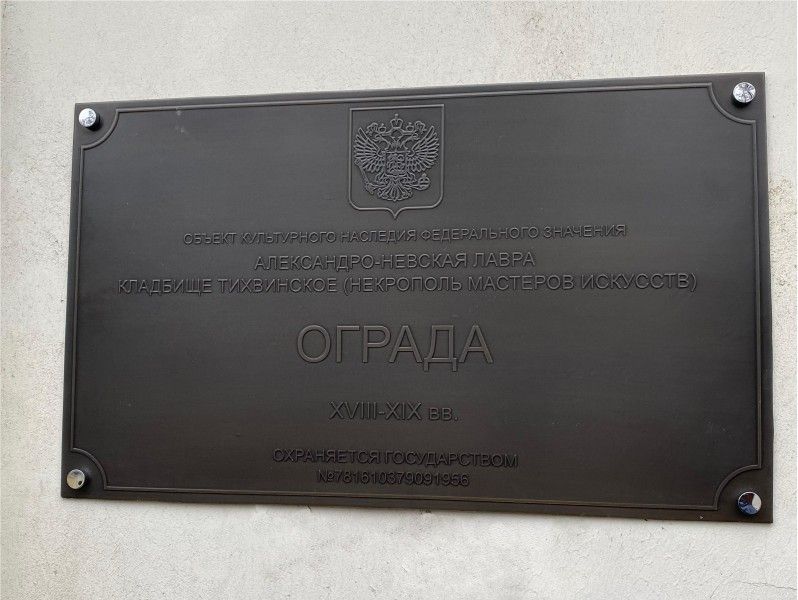 ОБЪЕКТ КУЛЬТУРНОГО НАСЛЕДИЯ ФЕДЕРАЛЬНОГО ЗНАЧЕНИЯ
АЛЕКСАНДРО-НЕВСКАЯ ЛАВРА
КЛАДБИЩЕ ТИХВИНСКОЕ (НЕКРОПОЛЬ МАСТЕРОВ ИСКУССТВ)
ОГРАДА
XVIII-XIX вв.
ОХРАНЯЕТСЯ ГОСУДАРСТВОМ
№781610379091956